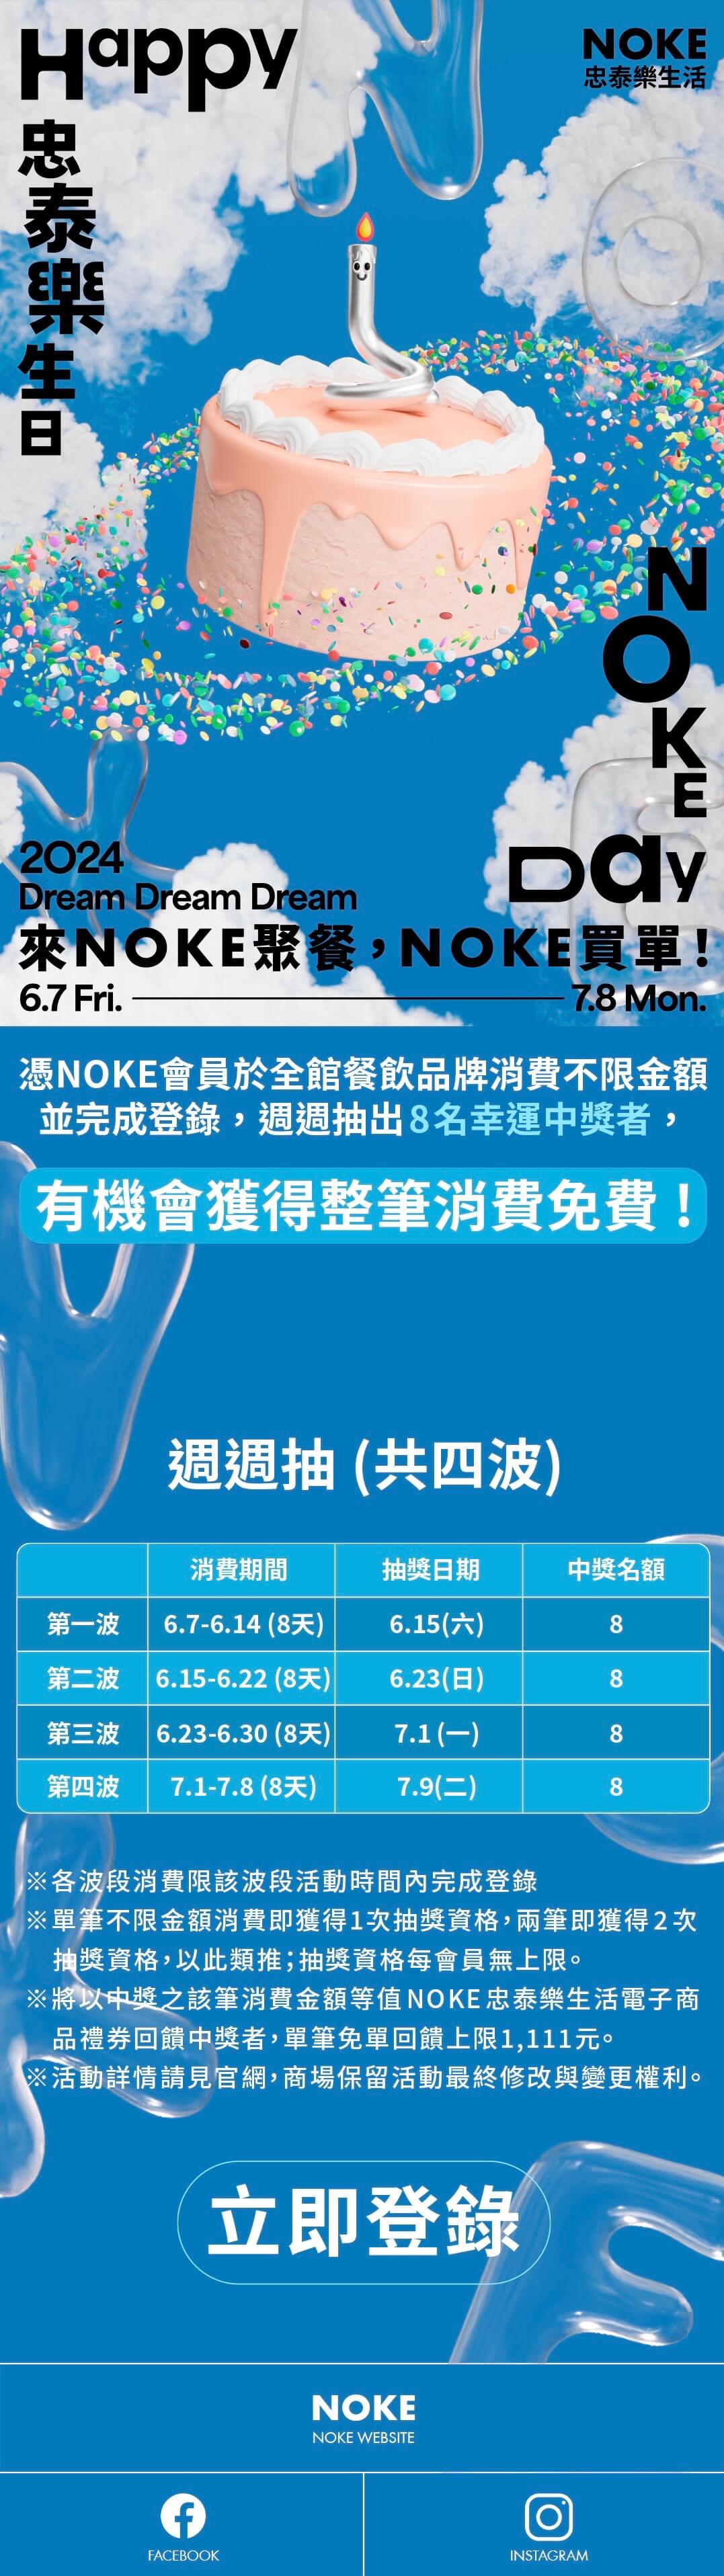 Happy
忠泰樂生日
NOKE
忠泰樂生活
NOKE
Day
2024
Dream Dream Dream
來NOKE聚餐，NOKE買單！
6.7 Fri. 7.8 Mon.
憑NOKE會員於全館餐飲品牌消費不限金額
並完成登錄，週週抽出8名幸運中獎者，
有機會獲得整筆消費免費！
週週抽 (共四波)
消費期間 抽獎日期 中獎名額
第一波 6.7-6.14 (8天) 6.15(六) 8
第二波 6.15-6.22 (8天) 6.23(日) 8
第三波 6.23-6.30 (8天) 7.1 (一) 8
第四波 7.1-7.8 (8天) 7.9(二) 8
※各波段消費限該波段活動時間內完成登錄
※單筆不限金額消費即獲得1次抽獎資格，兩筆即獲得2次
抽獎資格，以此類推；抽獎資格每會員無上限。
※將以中獎之該筆消費金額等值NOKE忠泰樂生活電子商
品禮券回饋中獎者，單筆免單回饋上限1,111元。
※活動詳情請見官網，商場保留活動最終修改與變更權利。
立即登錄
NOKE
NOKE WEBSITE
FACEBOOK INSTAGRAM